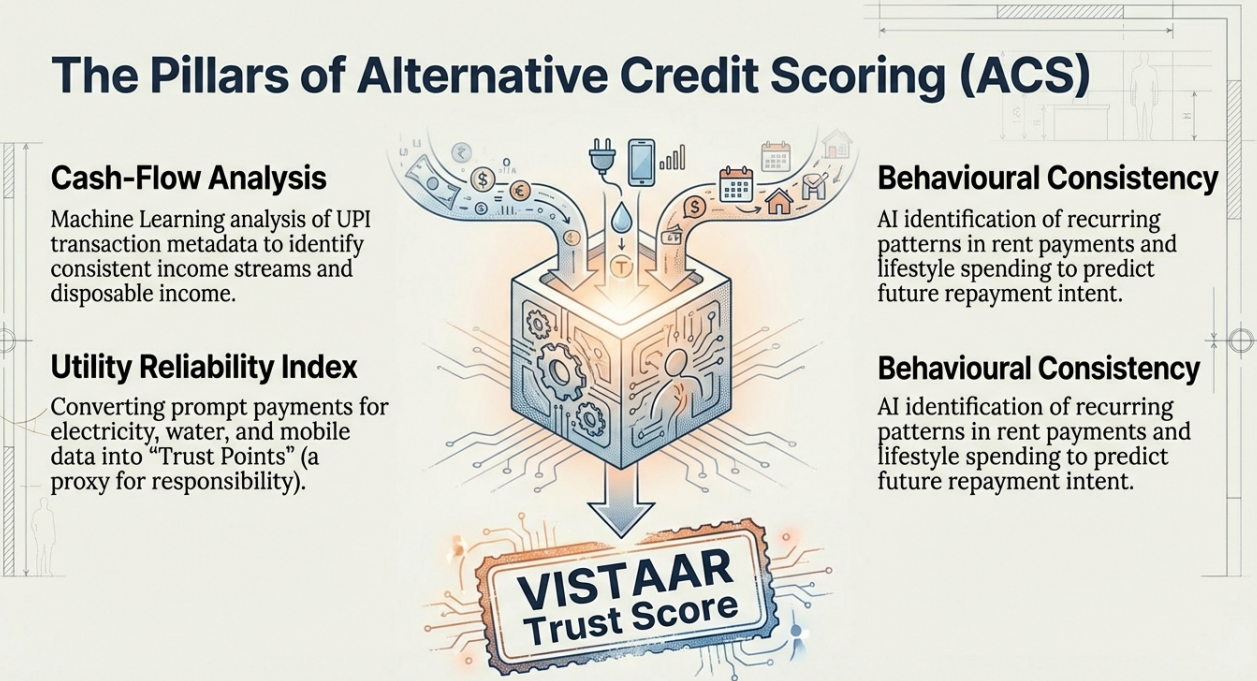 The Pillars of Alternative Credit Scoring (ACS)
Cash-Flow Analysis
Machine Learning analysis of UPI
transaction metadata to identify
consistent income streams and
disposable income.
Utility Reliability Index
Converting prompt payments for
electricity, water, and mobile
data into “Trust Points” (a
proxy for responsibility).
Behavioural Consistency
AI identification of recurring
patterns in rent payments and
lifestyle spending to predict
future repayment intent.
Behavioural Consistency
AI identification of recurring
patterns in rent payments and
lifestyle spending to predict
future repayment intent.
VISTAAR
Trust Score